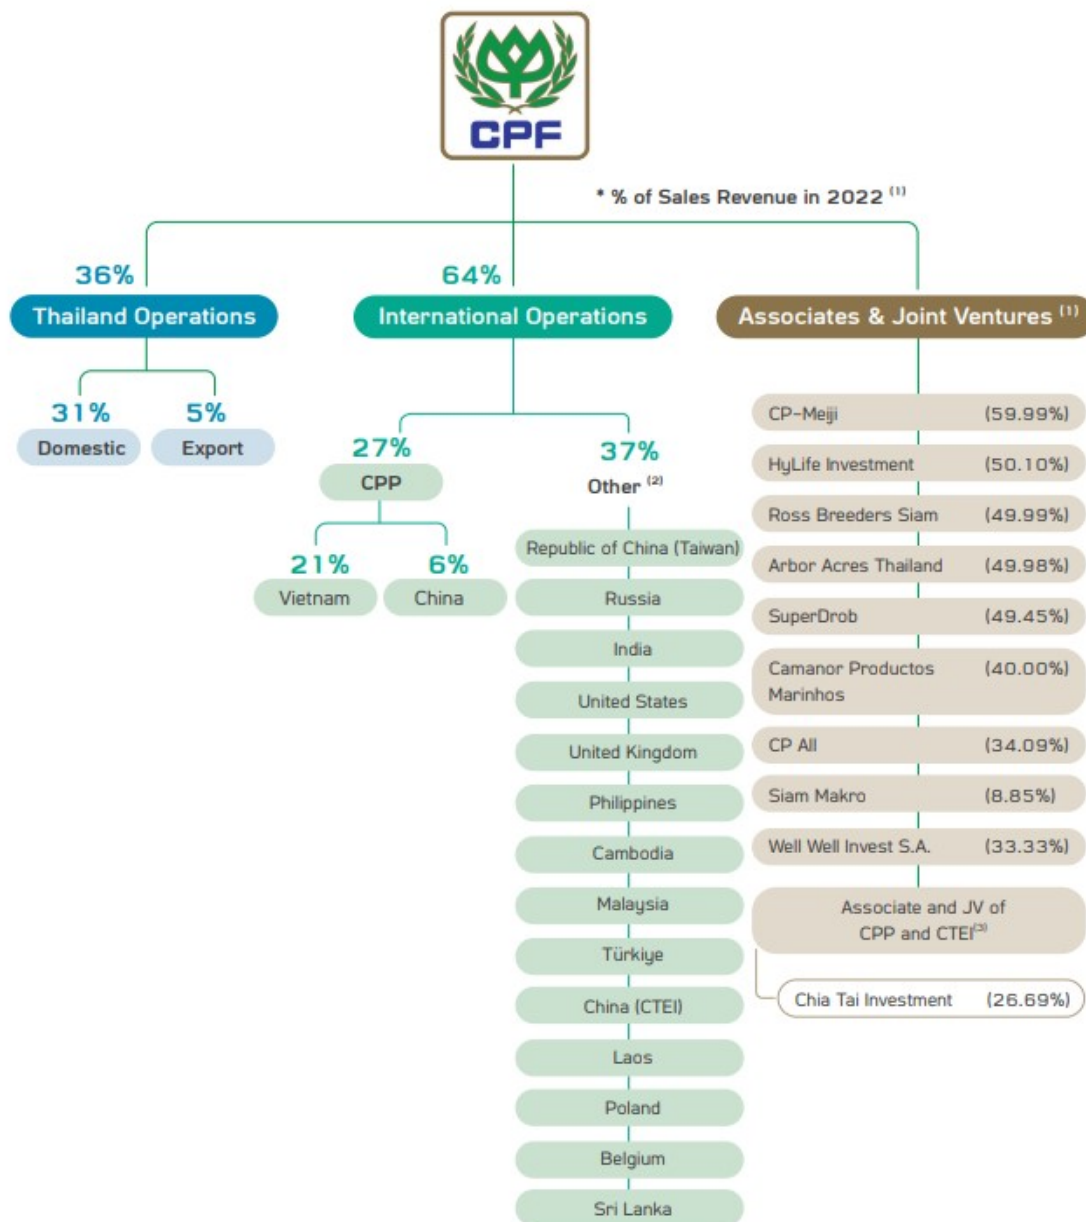 CPF
* % of Sales Revenue in 2022 (1)
36%
Thailand Operations
31%
Domestic
5%
Export
64%
International Operations
27%
CPP
21%
Vietnam
6%
China
37%
Other (2)
Republic of China (Taiwan)
Russia
India
United States
United Kingdom
Philippines
Cambodia
Malaysia
Türkiye
China (CTEI)
Laos
Poland
Belgium
Sri Lanka
Associates & Joint Ventures (1)
CP-Meiji (59.99%)
HyLife Investment (50.10%)
Ross Breeders Siam (49.99%)
Arbor Acres Thailand (49.98%)
SuperDrob (49.45%)
Camanor Productos (40.00%)
Marinhos
CP All (34.09%)
Siam Makro (8.85%)
Well Well Invest S.A. (33.33%)
Associate and JV of
CPP and CTEI(3)
Chia Tai Investment (26.69%)